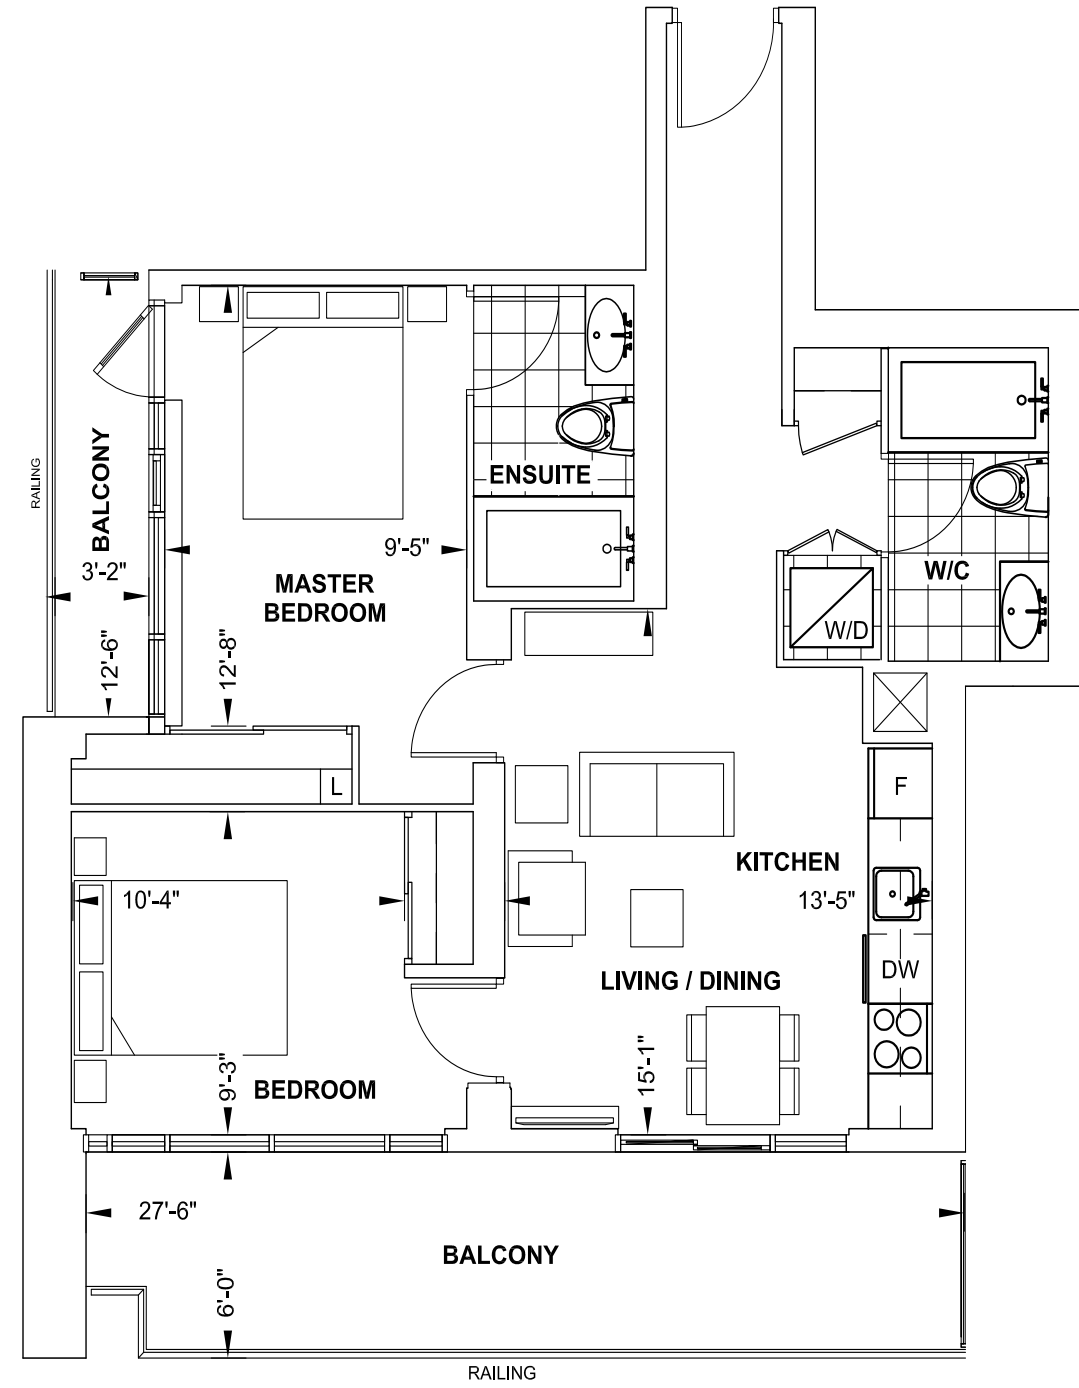 RAILING
BALCONY
3'-2"
12'-6"
ENSUITE
9'-5"
MASTER
BEDROOM
12'-8"
W/C
W/D
L
F
KITCHEN
13'-5"
10'-4"
DW
LIVING / DINING
15'-1"
9'-3"
BEDROOM
27'-6"
BALCONY
6'-0"
RAILING